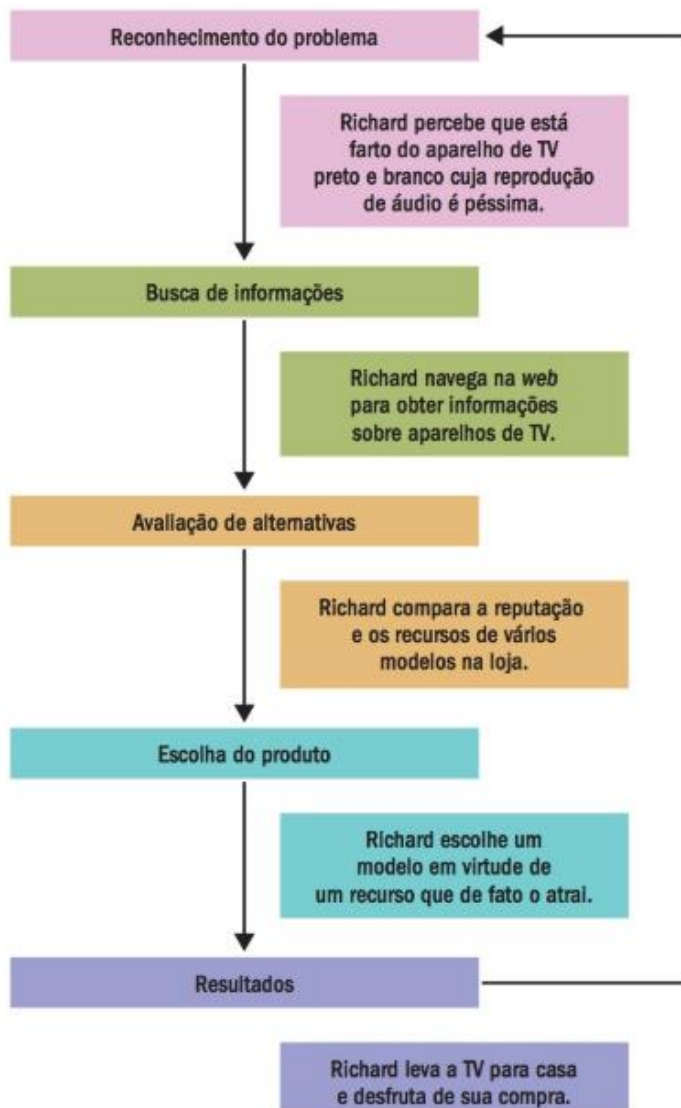 Reconhecimento do problema
Richard percebe que está
farto do aparelho de TV
preto e branco cuja reprodução
de áudio é péssima.
Busca de informações
Richard navega na web
para obter informações
sobre aparelhos de TV.
Avaliação de alternativas
Richard compara a reputação
e os recursos de vários
modelos na loja.
Escolha do produto
Richard escolhe um
modelo em virtude de
um recurso que de fato o atrai.
Resultados
Richard leva a TV para casa
e desfruta de sua compra.